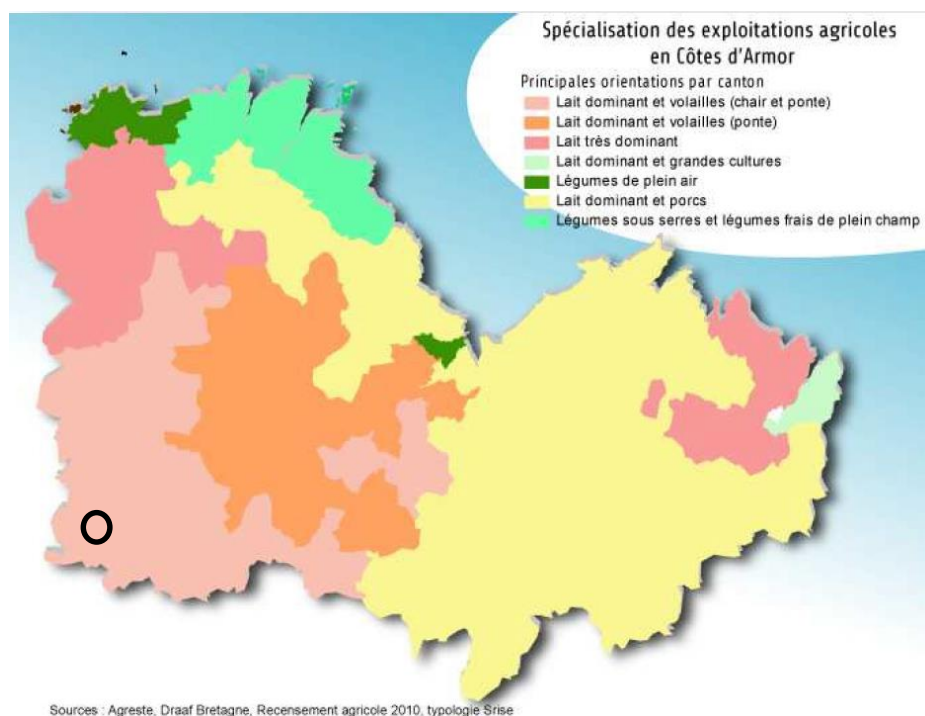 Spécialisation des exploitations agricoles
en Côtes d'Armor
Principales orientations par canton
Lait dominant et volailles (chair et ponte)
Lait dominant et volailles (ponte)
Lait très dominant
Lait dominant et grandes cultures
Légumes de plein air
Lait dominant et porcs
Légumes sous serres et légumes frais de plein champ
Sources : Agreste, Draaf Bretagne, Recensement agricole 2010, typologie Srise